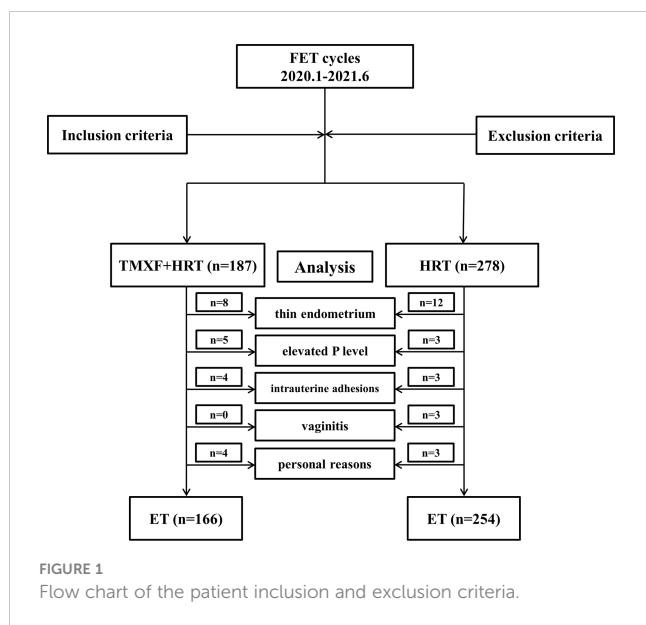 FET cycles
2020.1-2021.6
Inclusion criteria
Exclusion criteria
TMXF+HRT (n=187)
Analysis
HRT (n=278)
n=8
thin endometrium
n=12
n=5
elevated P level
n=3
n=4
intrauterine adhesions
n=3
n=0
vaginitis
n=3
n=4
personal reasons
n=3
ET (n=166)
ET (n=254)
FIGURE 1
Flow chart of the patient inclusion and exclusion criteria.